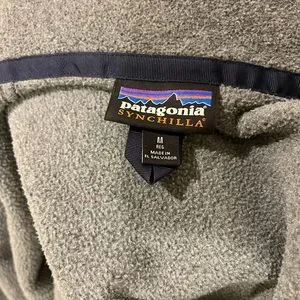 patagonia
SYNCHILLA
M
REG
MADE IN
EL SALVADOR